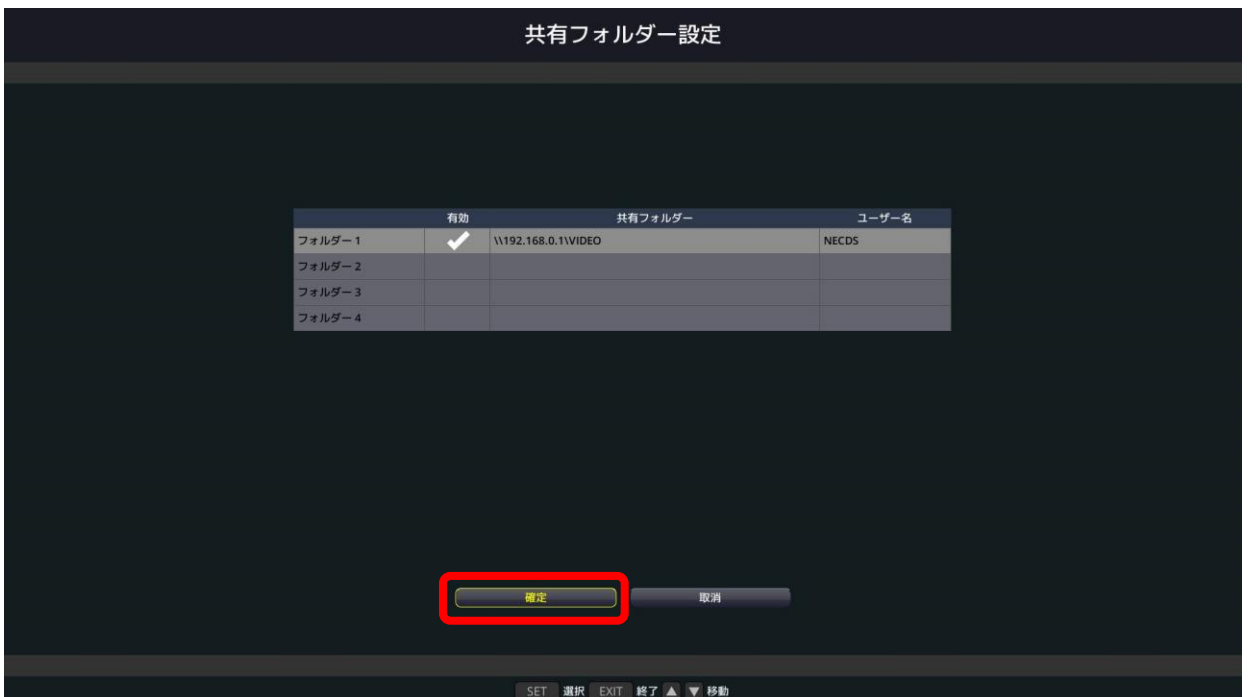 共有フォルダー設定
有効 共有フォルダー ユーザー名
フォルダー 1 \\192.168.0.1\VIDEO NECDS
フォルダー 2
フォルダー 3
フォルダー 4
確定 取消
SET 選択 EXIT 終了 ▲ ▼ 移動